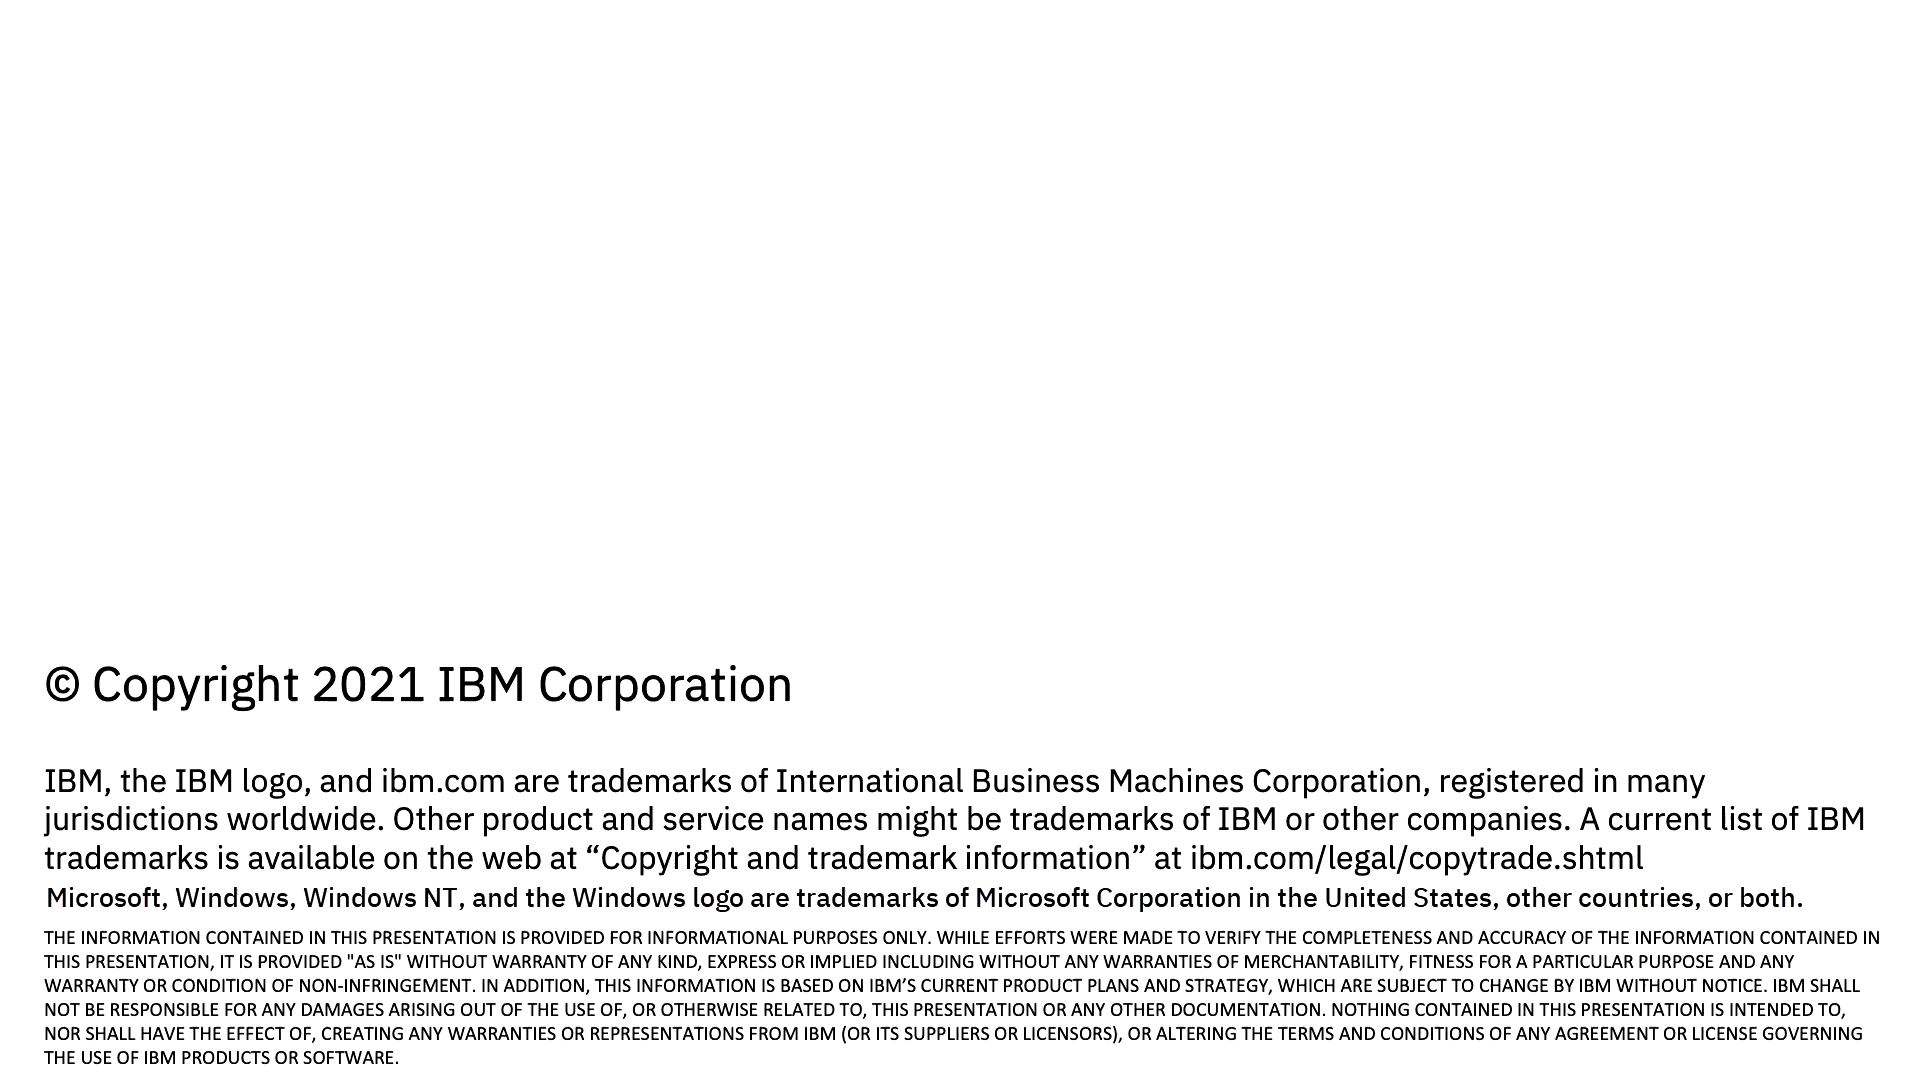 © Copyright 2021 IBM Corporation
IBM, the IBM logo, and ibm.com are trademarks of International Business Machines Corporation, registered in many
jurisdictions worldwide. Other product and service names might be trademarks of IBM or other companies. A current list of IBM
trademarks is available on the web at “Copyright and trademark information” at ibm.com/legal/copytrade.shtml
Microsoft, Windows, Windows NT, and the Windows logo are trademarks of Microsoft Corporation in the United States, other countries, or both.
THE INFORMATION CONTAINED IN THIS PRESENTATION IS PROVIDED FOR INFORMATIONAL PURPOSES ONLY. WHILE EFFORTS WERE MADE TO VERIFY THE COMPLETENESS AND ACCURACY OF THE INFORMATION CONTAINED IN
THIS PRESENTATION, IT IS PROVIDED "AS IS" WITHOUT WARRANTY OF ANY KIND, EXPRESS OR IMPLIED INCLUDING WITHOUT ANY WARRANTIES OF MERCHANTABILITY, FITNESS FOR A PARTICULAR PURPOSE AND ANY
WARRANTY OR CONDITION OF NON-INFRINGEMENT. IN ADDITION, THIS INFORMATION IS BASED ON IBM’S CURRENT PRODUCT PLANS AND STRATEGY, WHICH ARE SUBJECT TO CHANGE BY IBM WITHOUT NOTICE. IBM SHALL
NOT BE RESPONSIBLE FOR ANY DAMAGES ARISING OUT OF THE USE OF, OR OTHERWISE RELATED TO, THIS PRESENTATION OR ANY OTHER DOCUMENTATION. NOTHING CONTAINED IN THIS PRESENTATION IS INTENDED TO,
NOR SHALL HAVE THE EFFECT OF, CREATING ANY WARRANTIES OR REPRESENTATIONS FROM IBM (OR ITS SUPPLIERS OR LICENSORS), OR ALTERING THE TERMS AND CONDITIONS OF ANY AGREEMENT OR LICENSE GOVERNING
THE USE OF IBM PRODUCTS OR SOFTWARE.